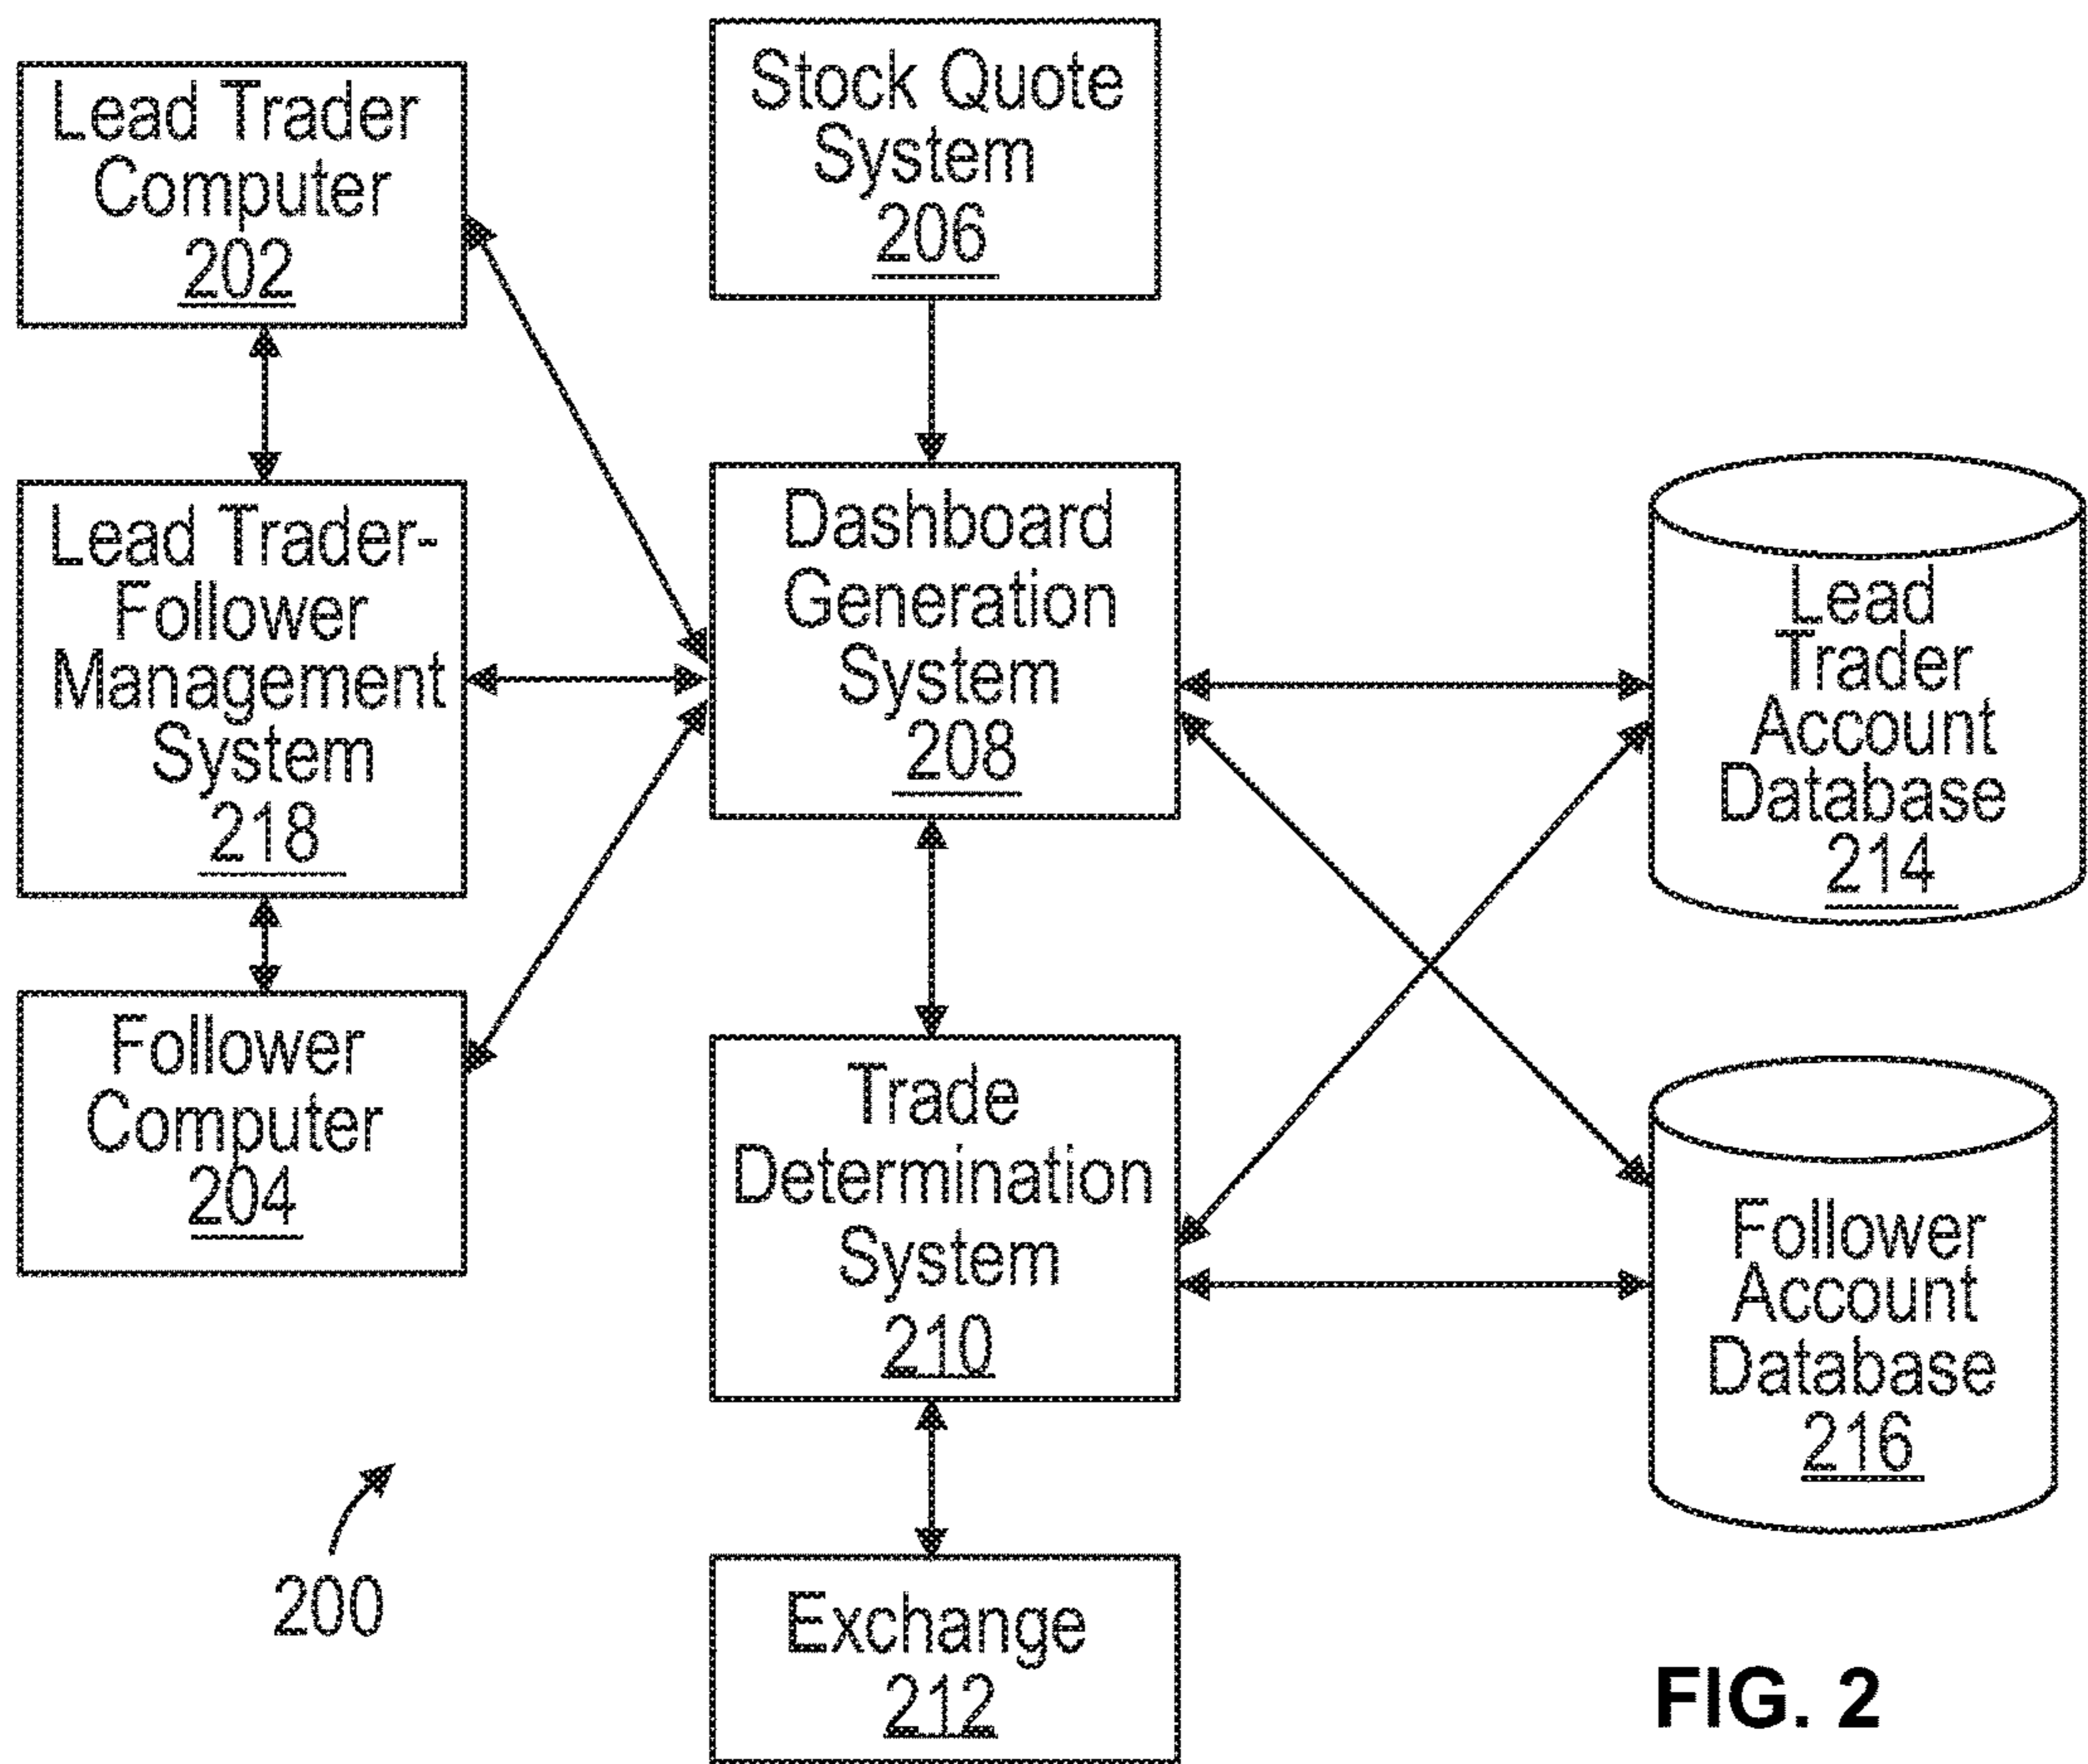 Lead Trader
Computer
202
Stock Quote
System
206
Lead Trader-
Follower
Management
System
218
Dashboard
Generation
System
208
Lead
Trader
Account
Database
214
Follower
Computer
204
Trade
Determination
System
210
Follower
Account
Database
216
200
Exchange
212
FIG. 2